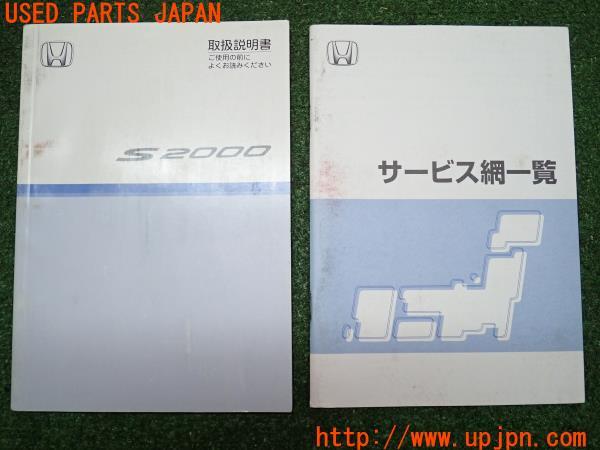 USED PARTS JAPAN
取扱説明書
ご使用の前に
よくお読みください
S2000
サービス網一覧
http://www.upjpn.com